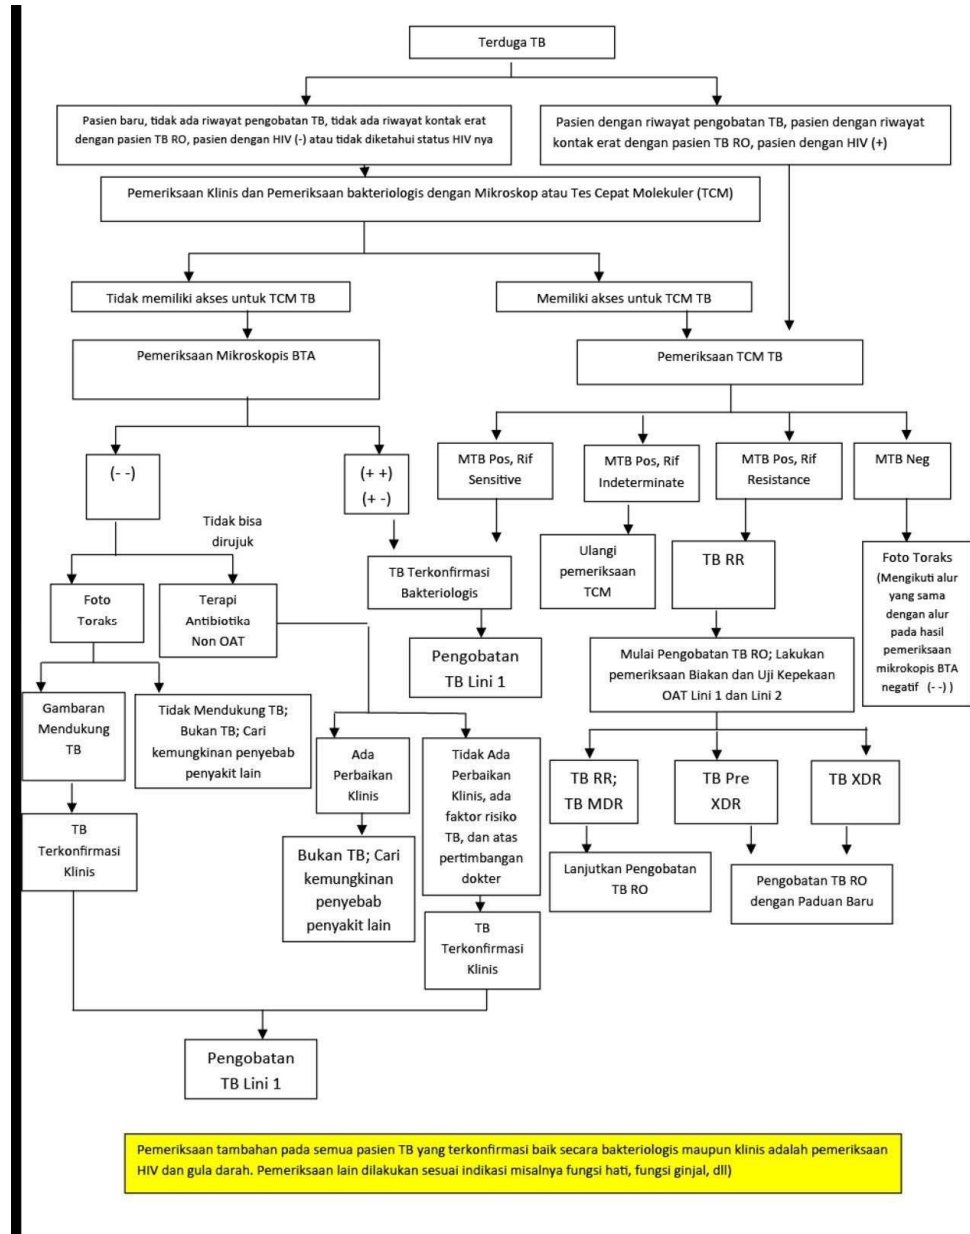 Terduga TB
Pasien baru, tidak ada riwayat pengobatan TB, tidak ada riwayat kontak erat
dengan pasien TB RO, pasien dengan HIV (-) atau tidak diketahui status HIV nya
Pasien dengan riwayat pengobatan TB, pasien dengan riwayat
kontak erat dengan pasien TB RO, pasien dengan HIV (+)
Pemeriksaan Klinis dan Pemeriksaan bakteriologis dengan Mikroskop atau Tes Cepat Molekuler (TCM)
Tidak memiliki akses untuk TCM TB
Memiliki akses untuk TCM TB
Pemeriksaan Mikroskopis BTA
Pemeriksaan TCM TB
(- -)
(+ +)
(+ -)
MTB Pos, Rif
Sensitive
MTB Pos, Rif
Indeterminate
MTB Pos, Rif
Resistance
MTB Neg
Tidak bisa
dirujuk
Foto
Toraks
Terapi
Antibiotika
Non OAT
TB Terkonfirmasi
Bakteriologis
Ulangi
pemeriksaan
TCM
TB RR
Foto Toraks
(Mengikuti alur
yang sama
dengan alur
pada hasil
pemeriksaan
mikrokopis BTA
negatif (- -) )
Pengobatan
TB Lini 1
Mulai Pengobatan TB RO; Lakukan
pemeriksaan Biakan dan Uji Kepekaan
OAT Lini 1 dan Lini 2
Gambaran
Mendukung
TB
Tidak Mendukung TB;
Bukan TB; Cari
kemungkinan penyebab
penyakit lain
Ada
Perbaikan
Klinis
Tidak Ada
Perbaikan
Klinis, ada
faktor risiko
TB, dan atas
pertimbangan
dokter
TB RR;
TB MDR
TB Pre
XDR
TB XDR
TB
Terkonfirmasi
Klinis
Bukan TB; Cari
kemungkinan
penyebab
penyakit lain
Lanjutkan Pengobatan
TB RO
Pengobatan TB RO
dengan Paduan Baru
TB
Terkonfirmasi
Klinis
Pengobatan
TB Lini 1
Pemeriksaan tambahan pada semua pasien TB yang terkonfirmasi baik secara bakteriologis maupun klinis adalah pemeriksaan
HIV dan gula darah. Pemeriksaan lain dilakukan sesuai indikasi misalnya fungsi hati, fungsi ginjal, dll)